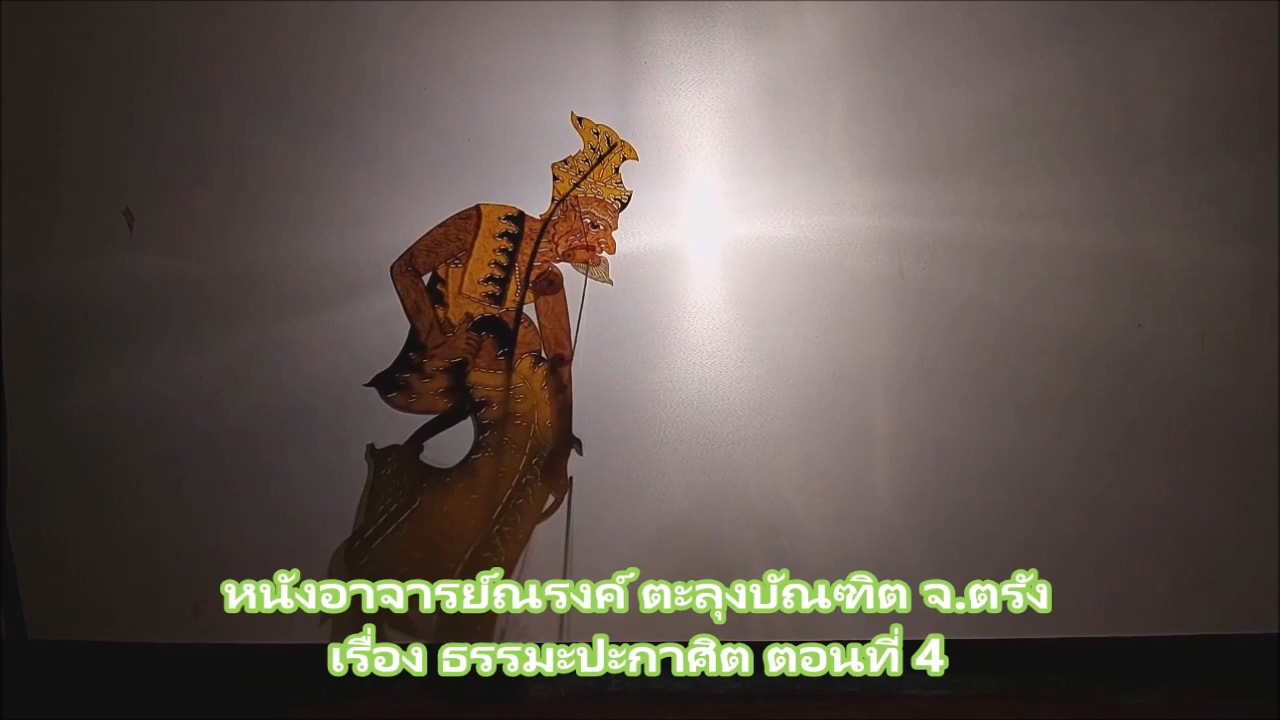 หนังอาจารย์ณรงค์ ตะลุงบัณฑิต จ.ตรัง
เรื่อง ธรรมะปะกาศิต ตอนที่ 4